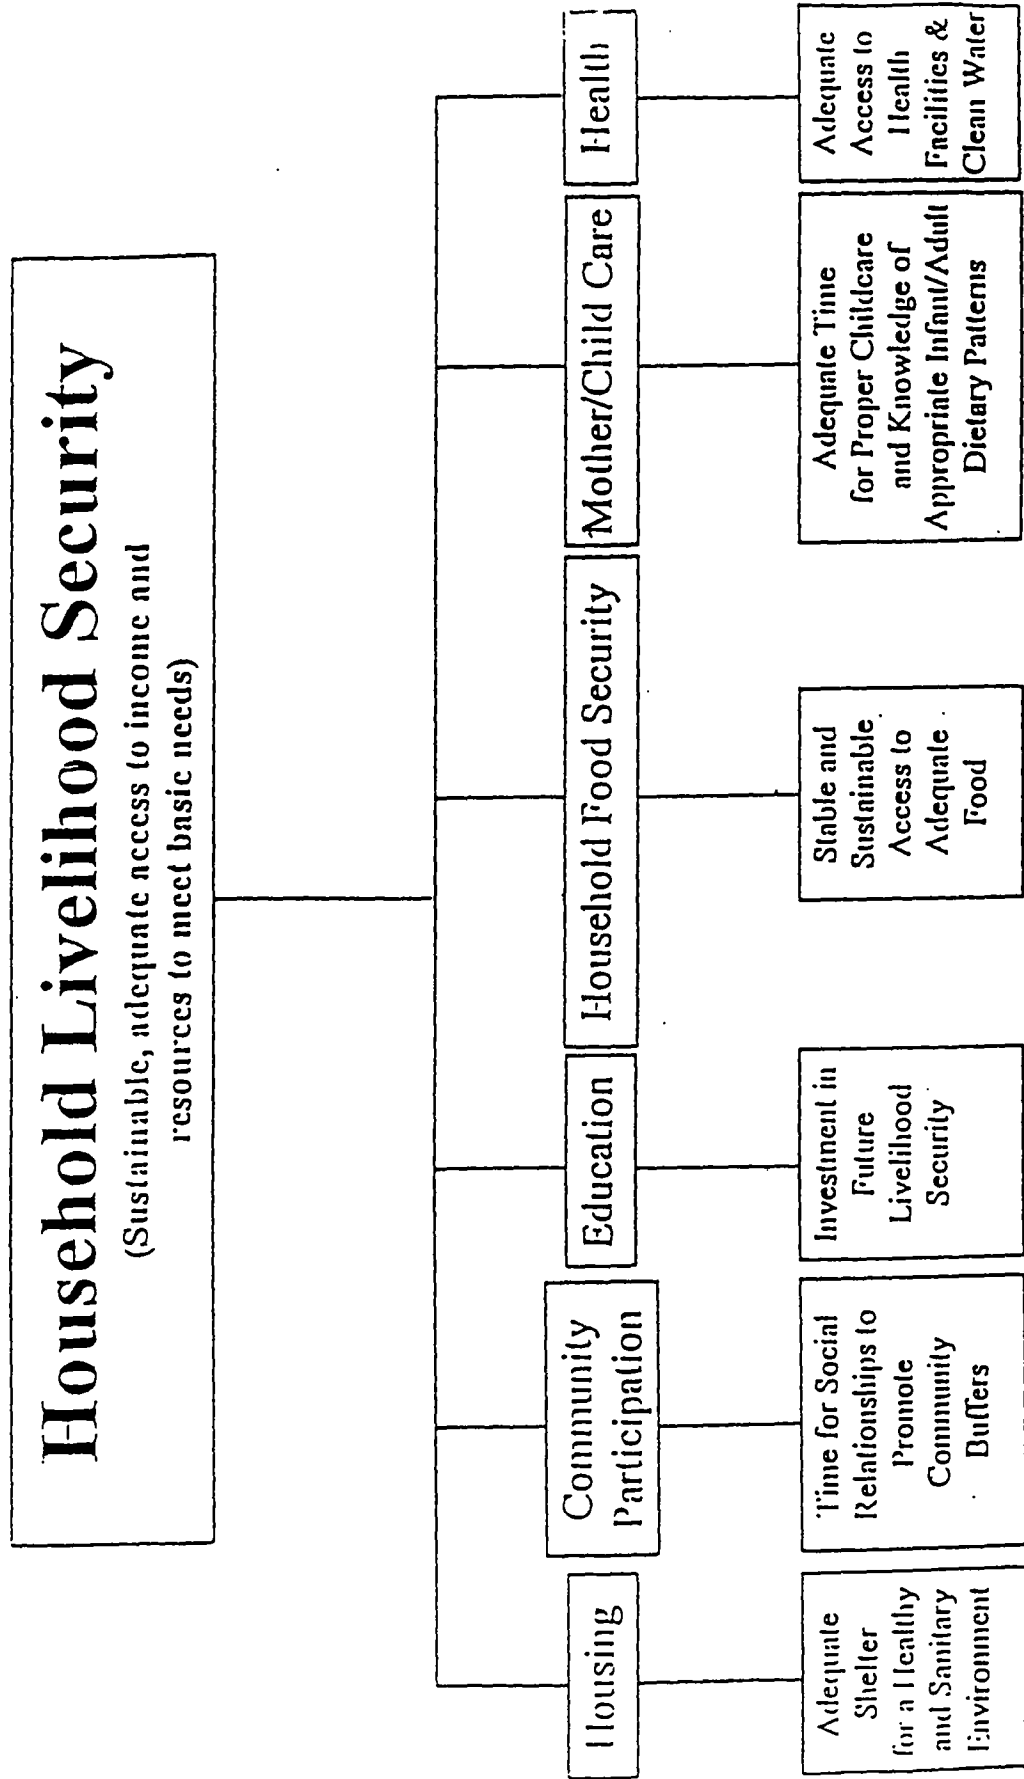 Household Livelihood Security
(Sustainable, adequate access to income and
resources to meet basic needs)
Housing
Community
Participation
Education
Household Food Security
Mother/Child Care
Health
Adequate
Shelter
for a Healthy
and Sanitary
Environment
Time for Social
Relationships to
Promote
Community
Buffers
Investment in
Future
Livelihood
Security
Stable and
Sustainable
Access to
Adequate
Food
Adequate Time
for Proper Childcare
and Knowledge of
Appropriate Infant/Adult
Dietary Patterns
Adequate
Access to
Health
Facilities &
Clean Water